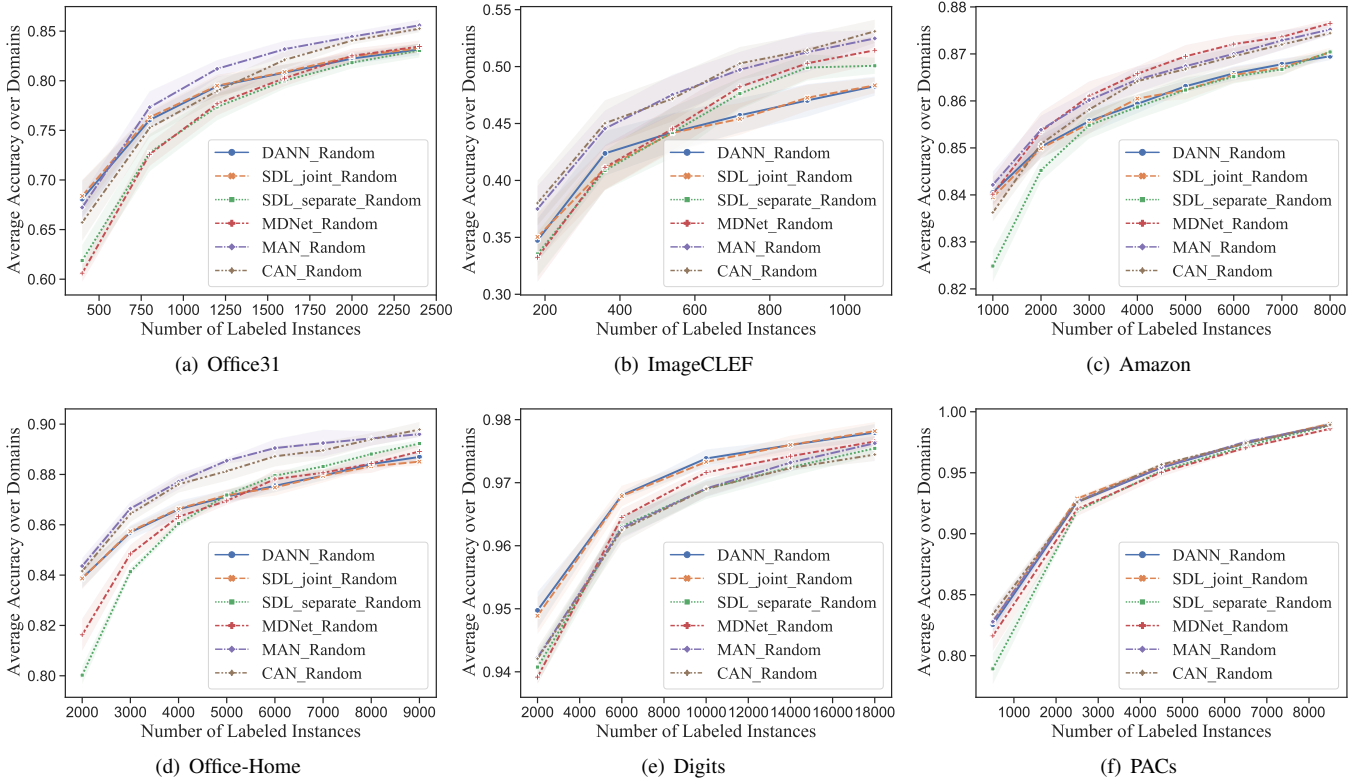 0.85
0.80
0.75
0.70
0.65
0.60
Average Accuracy over Domains
500 750 1000 1250 1500 1750 2000 2250 2500
Number of Labeled Instances
DANN_Random
SDL_joint_Random
SDL_separate_Random
MDNet_Random
MAN_Random
CAN_Random
(a) Office31
0.55
0.50
0.45
0.40
0.35
0.30
Average Accuracy over Domains
200 400 600 800 1000
Number of Labeled Instances
DANN_Random
SDL_joint_Random
SDL_separate_Random
MDNet_Random
MAN_Random
CAN_Random
(b) ImageCLEF
0.88
0.87
0.86
0.85
0.84
0.83
0.82
Average Accuracy over Domains
1000 2000 3000 4000 5000 6000 7000 8000
Number of Labeled Instances
DANN_Random
SDL_joint_Random
SDL_separate_Random
MDNet_Random
MAN_Random
CAN_Random
(c) Amazon
0.90
0.88
0.86
0.84
0.82
0.80
Average Accuracy over Domains
2000 3000 4000 5000 6000 7000 8000 9000
Number of Labeled Instances
DANN_Random
SDL_joint_Random
SDL_separate_Random
MDNet_Random
MAN_Random
CAN_Random
(d) Office-Home
0.98
0.97
0.96
0.95
0.94
Average Accuracy over Domains
2000 4000 6000 8000 10000 12000 14000 16000 18000
Number of Labeled Instances
DANN_Random
SDL_joint_Random
SDL_separate_Random
MDNet_Random
MAN_Random
CAN_Random
(e) Digits
1.00
0.95
0.90
0.85
0.80
Average Accuracy over Domains
1000 2000 3000 4000 5000 6000 7000 8000
Number of Labeled Instances
DANN_Random
SDL_joint_Random
SDL_separate_Random
MDNet_Random
MAN_Random
CAN_Random
(f) PACs